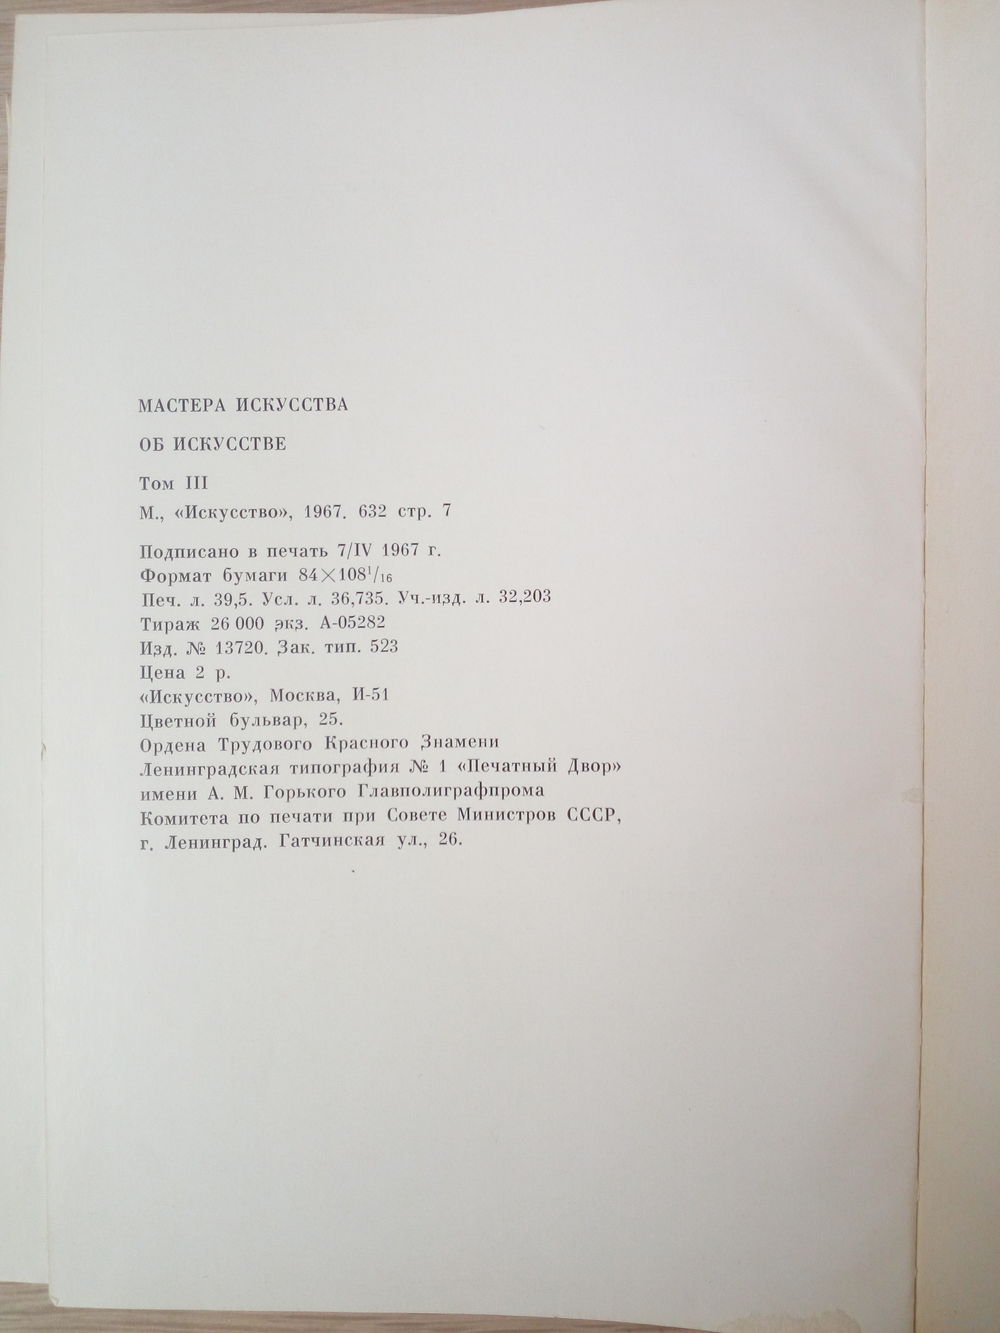 МАСТЕРА ИСКУССТВА
ОБ ИСКУССТВЕ
Том III
М., «Искусство», 1967. 632 стр. 7
Подписано в печать 7/IV 1967 г.
Формат бумаги 84×108¹/₁₆
Печ. л. 39,5. Усл. л. 36,735. Уч.-изд. л. 32,203
Тираж 26 000 экз. А-05282
Изд. № 13720. Зак. тип. 523
Цена 2 р.
«Искусство», Москва, И-51
Цветной бульвар, 25.
Ордена Трудового Красного Знамени
Ленинградская типография № 1 «Печатный Двор»
имени А. М. Горького Главполиграфпрома
Комитета по печати при Совете Министров СССР,
г. Ленинград. Гатчинская ул., 26.